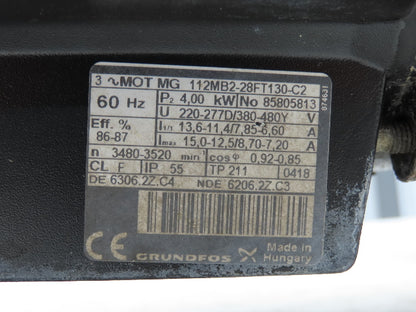 3 ~ MOT MG 112MB2-28FT130-C2
60 Hz P2 4,00 kW No 85805813
U 220-277D/380-480Y V
Eff. % I1/1 13,6-11,4/7,85-6,60 A
86-87 Imax 15,0-12,5/8,70-7,20 A
n 3480-3520 min-1 cos φ 0,92-0,85
CL F IP 55 TP 211 0418
DE 6306.2Z.C4 NDE 6206.2Z.C3
CE GRUNDFOS Made in
Hungary